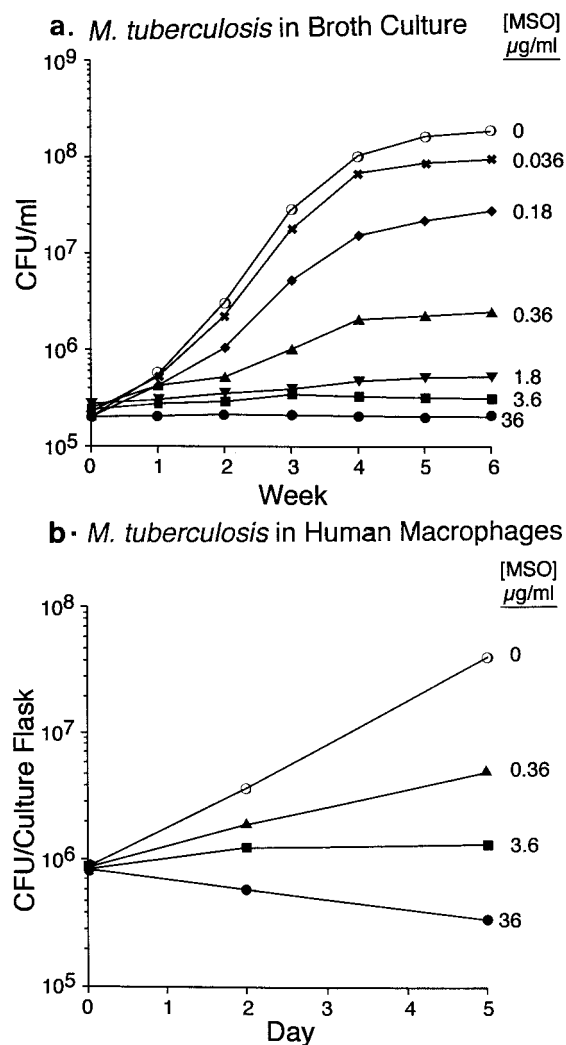 a. M. tuberculosis in Broth Culture
[MSO]
µg/ml
10⁹
10⁸
10⁷
10⁶
10⁵
CFU/ml
0
0.036
0.18
0.36
1.8
3.6
36
0 1 2 3 4 5 6
Week
b. M. tuberculosis in Human Macrophages
[MSO]
µg/ml
10⁸
10⁷
10⁶
10⁵
CFU/Culture Flask
0
0.36
3.6
36
0 1 2 3 4 5
Day